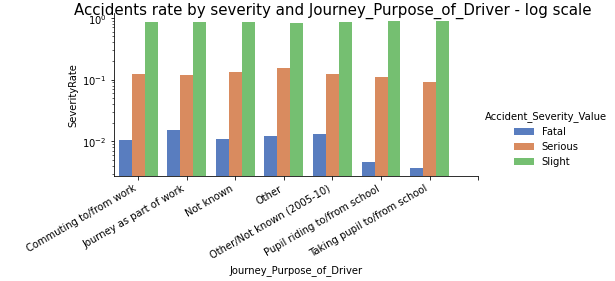 Accidents rate by severity and Journey_Purpose_of_Driver - log scale
10⁰
10⁻¹
10⁻²
SeverityRate
Commuting to/from work
Journey as part of work
Not known
Other
Other/Not known (2005-10)
Pupil riding to/from school
Taking pupil to/from school
Journey_Purpose_of_Driver
Accident_Severity_Value
Fatal
Serious
Slight